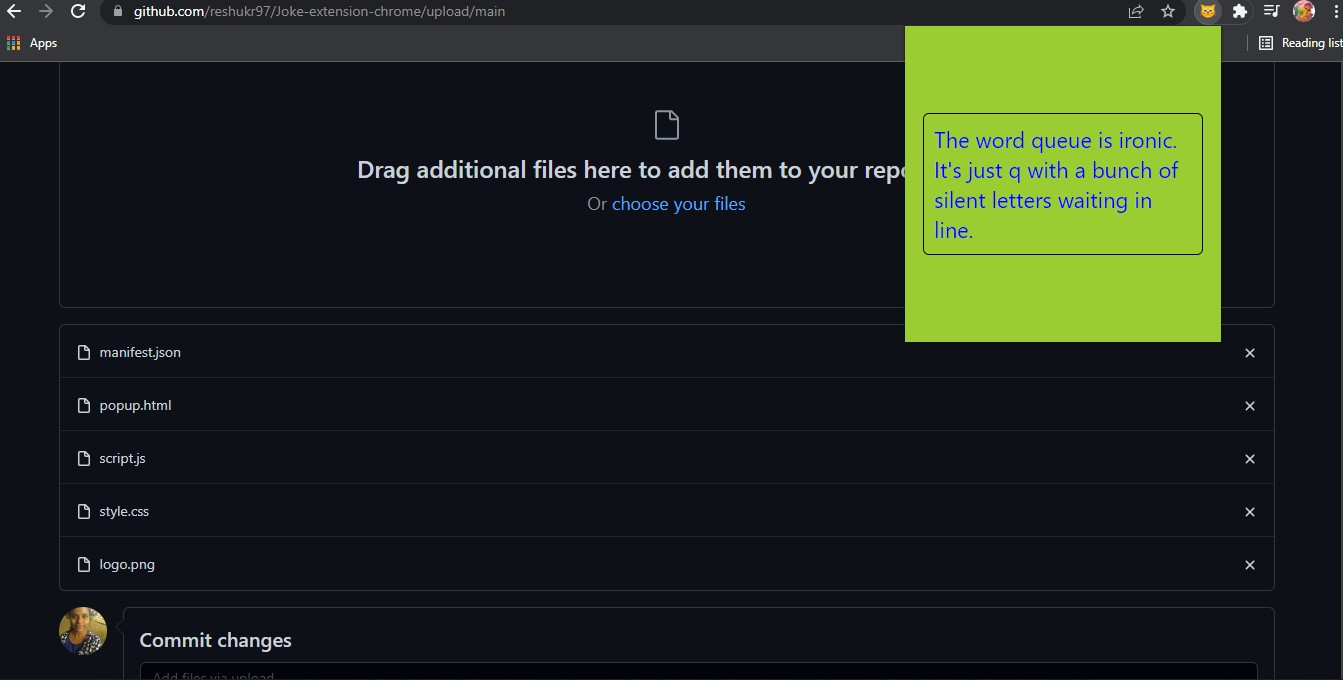 github.com/reshukr97/Joke-extension-chrome/upload/main
Apps
Reading list
Drag additional files here to add them to your repo
Or choose your files
The word queue is ironic.
It's just q with a bunch of
silent letters waiting in
line.
manifest.json
popup.html
script.js
style.css
logo.png
Commit changes
Add files via upload